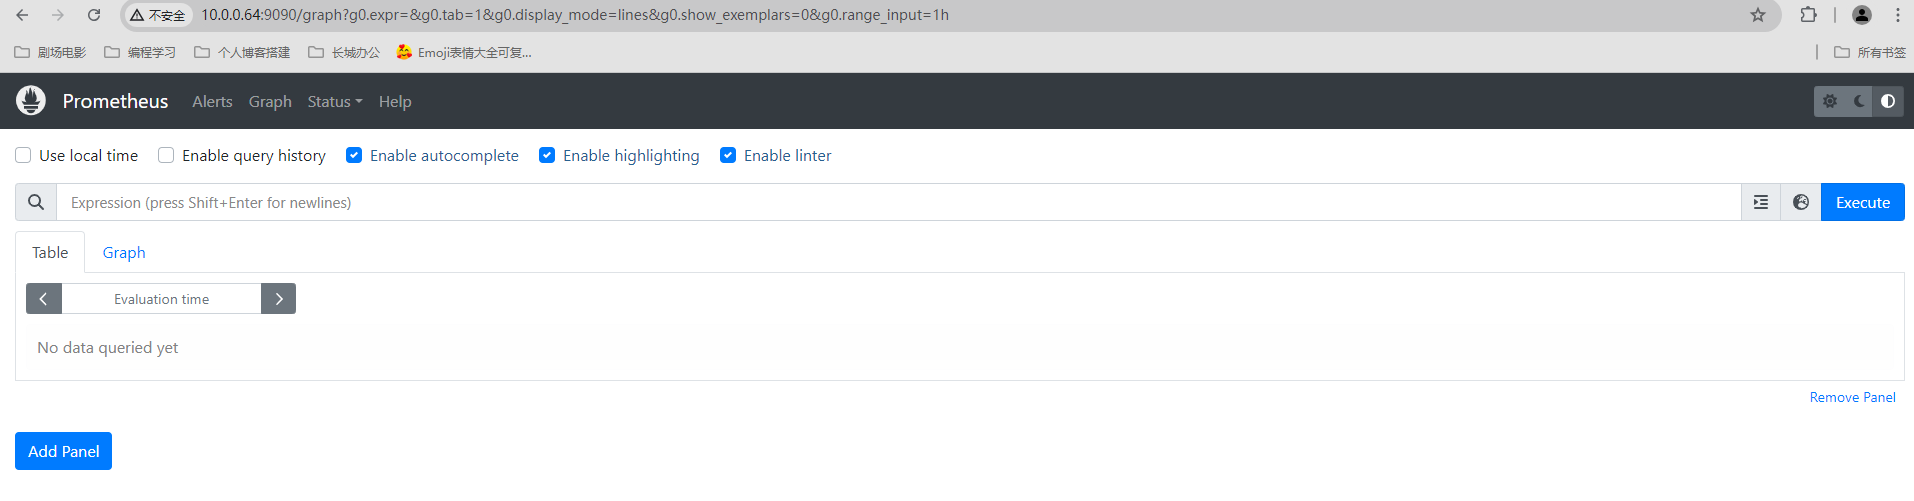 不安全 10.0.0.64:9090/graph?g0.expr=&g0.tab=1&g0.display_mode=lines&g0.show_exemplars=0&g0.range_input=1h
剧场电影 编程学习 个人博客搭建 长城办公 Emoji表情大全可复... 所有书签
Prometheus Alerts Graph Status Help
Use local time Enable query history Enable autocomplete Enable highlighting Enable linter
Expression (press Shift+Enter for newlines) Execute
Table Graph
Evaluation time
No data queried yet
Remove Panel
Add Panel